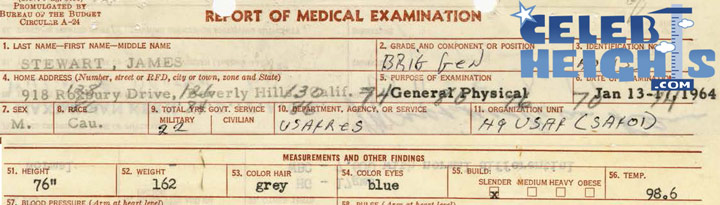 PROMULGATED BY
BUREAU OF THE BUDGET
CIRCULAR A-24
REPORT OF MEDICAL EXAMINATION
CELEB
HEIGHTS
.COM
1. LAST NAME—FIRST NAME—MIDDLE NAME
STEWART, JAMES
2. GRADE AND COMPONENT OR POSITION
BRIG GEN
3. IDENTIFICATION NO.
4. HOME ADDRESS (Number, street or RFD, city or town, zone and State)
918 Roxbury Drive, Beverly Hills, Calif.
5. PURPOSE OF EXAMINATION
General Physical
6. DATE OF EXAMINATION
Jan 13-17, 1964
7. SEX
M.
8. RACE
Cau.
9. TOTAL YRS. GOVT. SERVICE
MILITARY
22
CIVILIAN
10. DEPARTMENT, AGENCY, OR SERVICE
USAFRES
11. ORGANIZATION UNIT
HQ USAF (SAFOI)
MEASUREMENTS AND OTHER FINDINGS
51. HEIGHT
76"
52. WEIGHT
162
53. COLOR HAIR
grey
54. COLOR EYES
blue
55. BUILD:
SLENDER MEDIUM HEAVY OBESE
x
56. TEMP.
98.6
57. BLOOD PRESSURE (Arm at heart level)
58. PULSE (Arm at heart level)